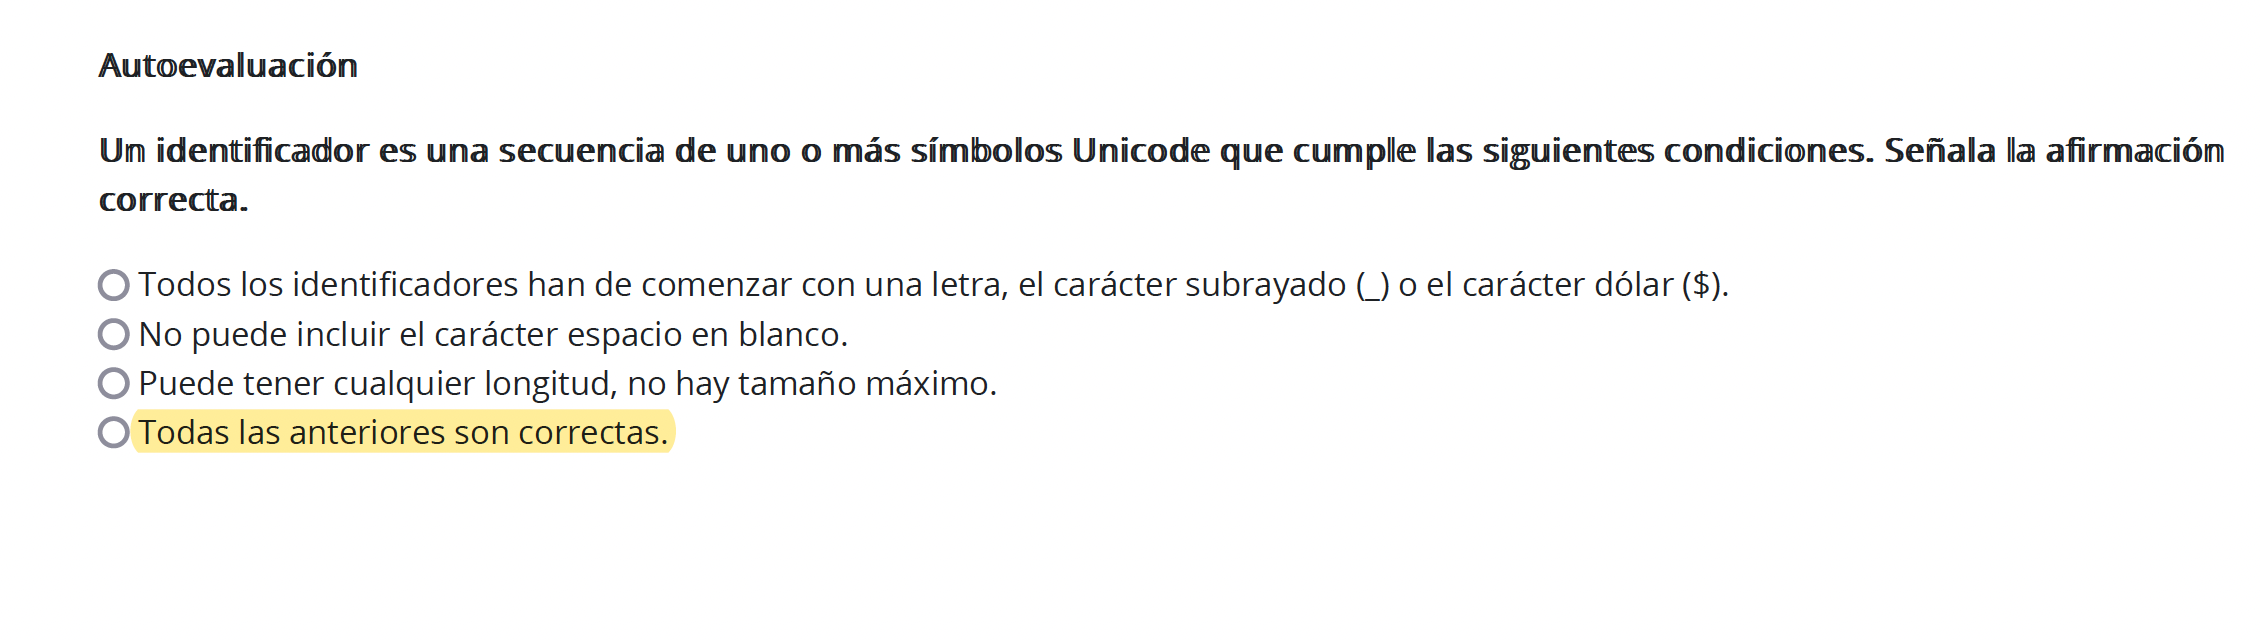 Autoevaluación
Un identificador es una secuencia de uno o más símbolos Unicode que cumple las siguientes condiciones. Señala la afirmación
correcta.
Todos los identificadores han de comenzar con una letra, el carácter subrayado (_) o el carácter dólar ($).
No puede incluir el carácter espacio en blanco.
Puede tener cualquier longitud, no hay tamaño máximo.
Todas las anteriores son correctas.